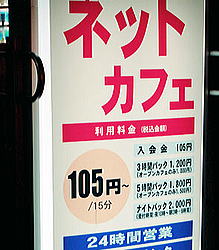 ネット
カフェ
利用料金（税込金額）
105円～
/15分
入会金 105円
3時間パック 1,200円
5時間パック 1,800円
ナイトパック 2,000円
24時間営業